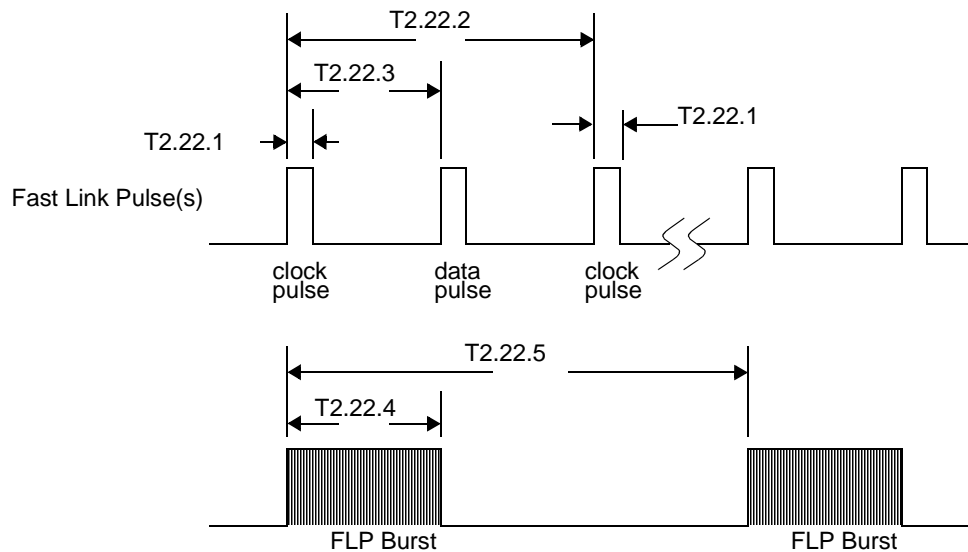 T2.22.2
T2.22.3
T2.22.1
T2.22.1
Fast Link Pulse(s)
clock
pulse
data
pulse
clock
pulse
T2.22.5
T2.22.4
FLP Burst
FLP Burst